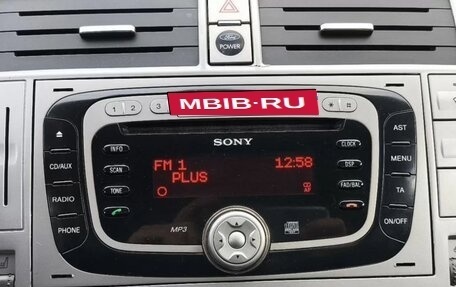 Ford
POWER
1 2 3
MBIB-RU
* #
SONY
INFO
CLOCK
AST
CD/AUX
SCAN
FM 1 12:58
DSP
MENU
PLUS
RADIO
TONE
FAD/BAL
TA
PHONE
MP3
ON/OFF